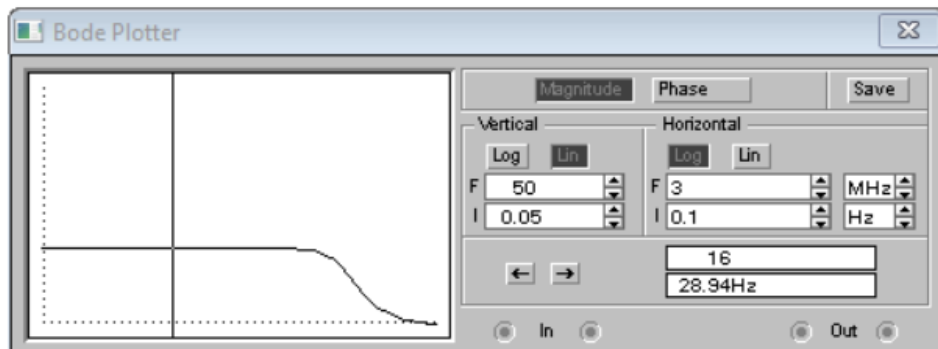 Bode Plotter
Magnitude Phase Save
Vertical Horizontal
Log Lin Log Lin
F 50 F 3 MHz
I 0.05 I 0.1 Hz
← → 16
28.94Hz
In Out